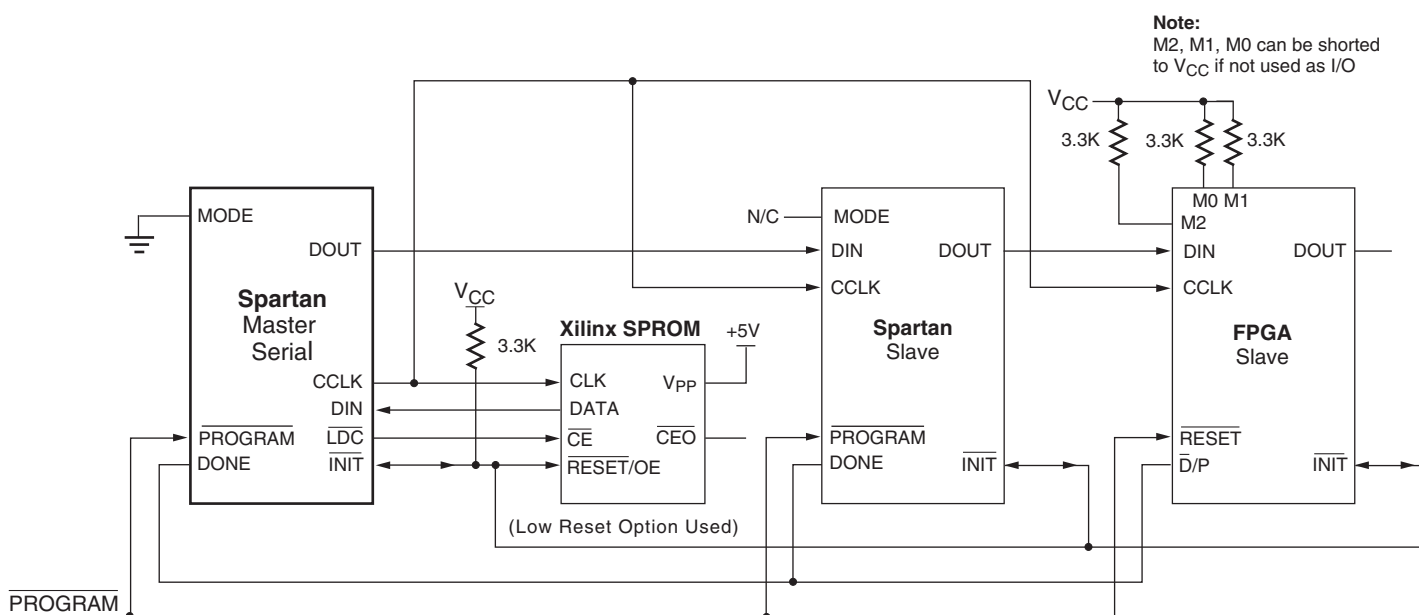 Note:
M2, M1, M0 can be shorted
to VCC if not used as I/O
VCC
3.3K
3.3K
3.3K
MODE
DOUT
Spartan
Master
Serial
CCLK
DIN
PROGRAM
LDC
DONE
INIT
VCC
3.3K
Xilinx SPROM
+5V
CLK
VPP
DATA
CE
CEO
RESET/OE
(Low Reset Option Used)
N/C
MODE
DIN
DOUT
CCLK
Spartan
Slave
PROGRAM
DONE
INIT
M0 M1
M2
DIN
DOUT
CCLK
FPGA
Slave
RESET
D/P
INIT
PROGRAM